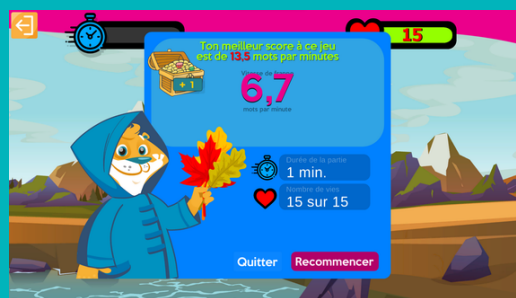 15
Ton meilleur score à ce jeu
est de 13,5 mots par minutes
+ 1
6,7
mots par minute
Durée de la partie
1 min.
Nombre de vies
15 sur 15
Quitter
Recommencer